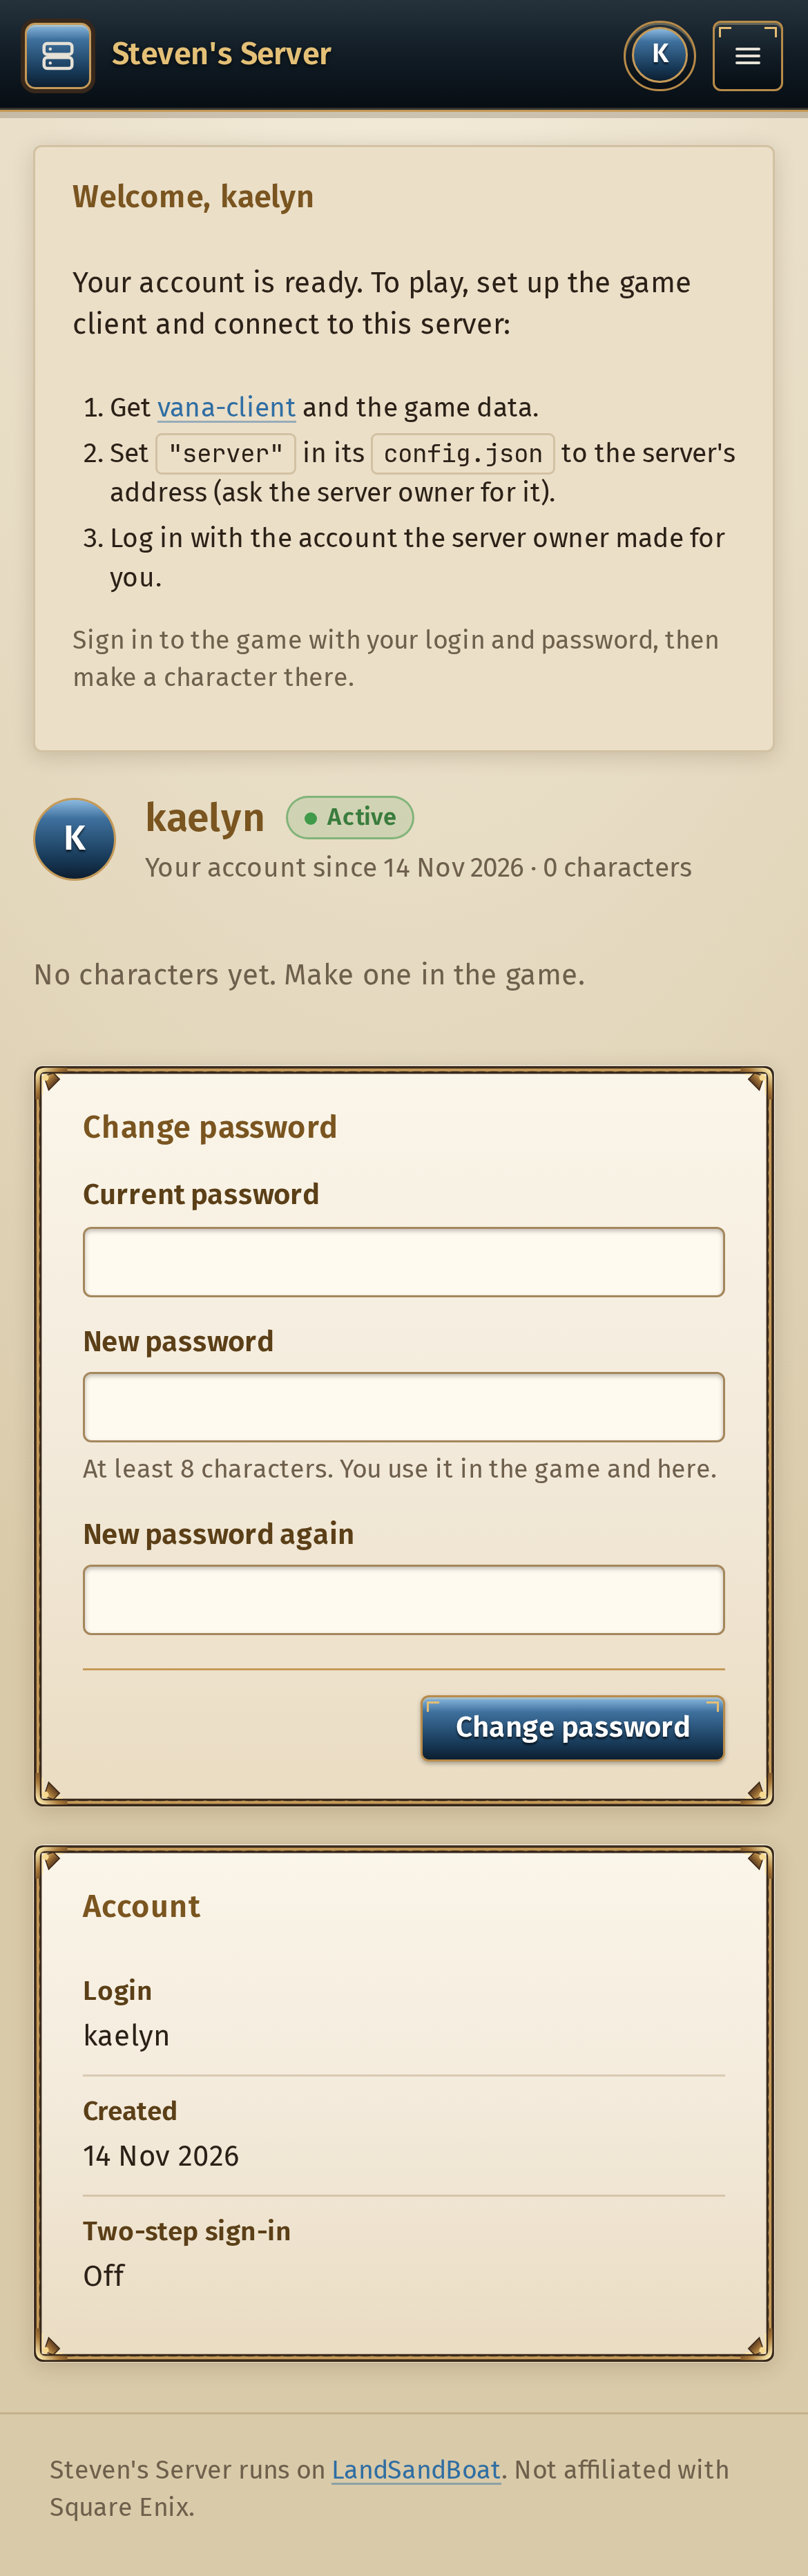 Steven's Server
K
Welcome, kaelyn
Your account is ready. To play, set up the game
client and connect to this server:
1. Get vana-client and the game data.
2. Set "server" in its config.json to the server's
address (ask the server owner for it).
3. Log in with the account the server owner made for
you.
Sign in to the game with your login and password, then
make a character there.
K
kaelyn
Active
Your account since 14 Nov 2026 · 0 characters
No characters yet. Make one in the game.
Change password
Current password
New password
At least 8 characters. You use it in the game and here.
New password again
Change password
Account
Login
kaelyn
Created
14 Nov 2026
Two-step sign-in
Off
Steven's Server runs on LandSandBoat. Not affiliated with
Square Enix.